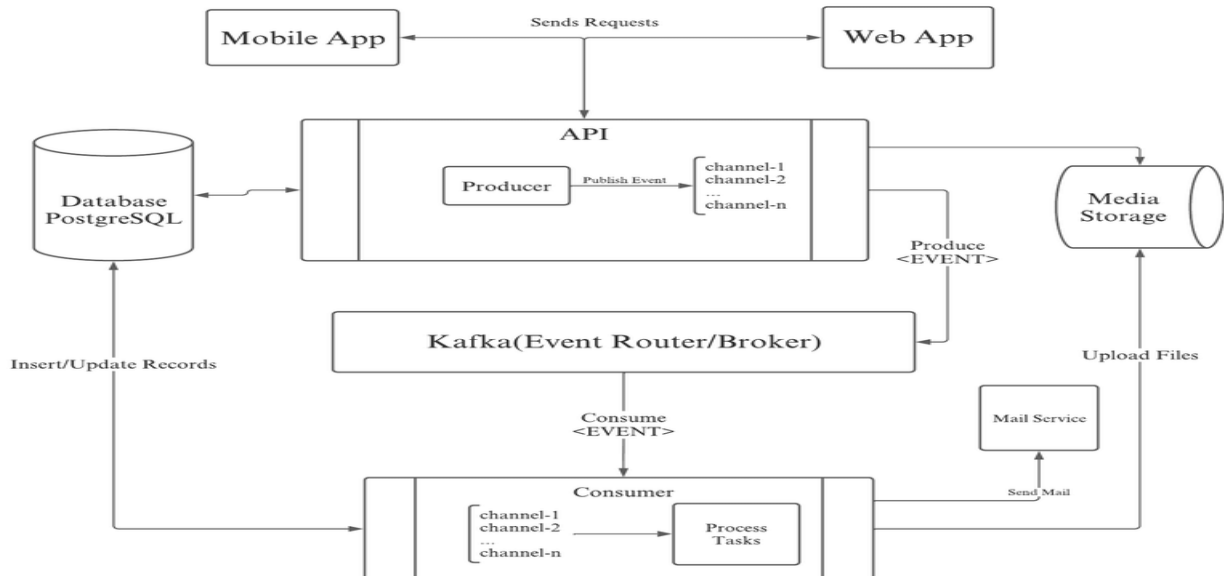 Sends Requests
Mobile App
Web App
API
Producer
Publish Event
channel-1
channel-2
...
channel-n
Database
PostgreSQL
Media
Storage
Produce
<EVENT>
Kafka(Event Router/Broker)
Insert/Update Records
Upload Files
Consume
<EVENT>
Mail Service
Send Mail
Consumer
channel-1
channel-2
...
channel-n
Process
Tasks